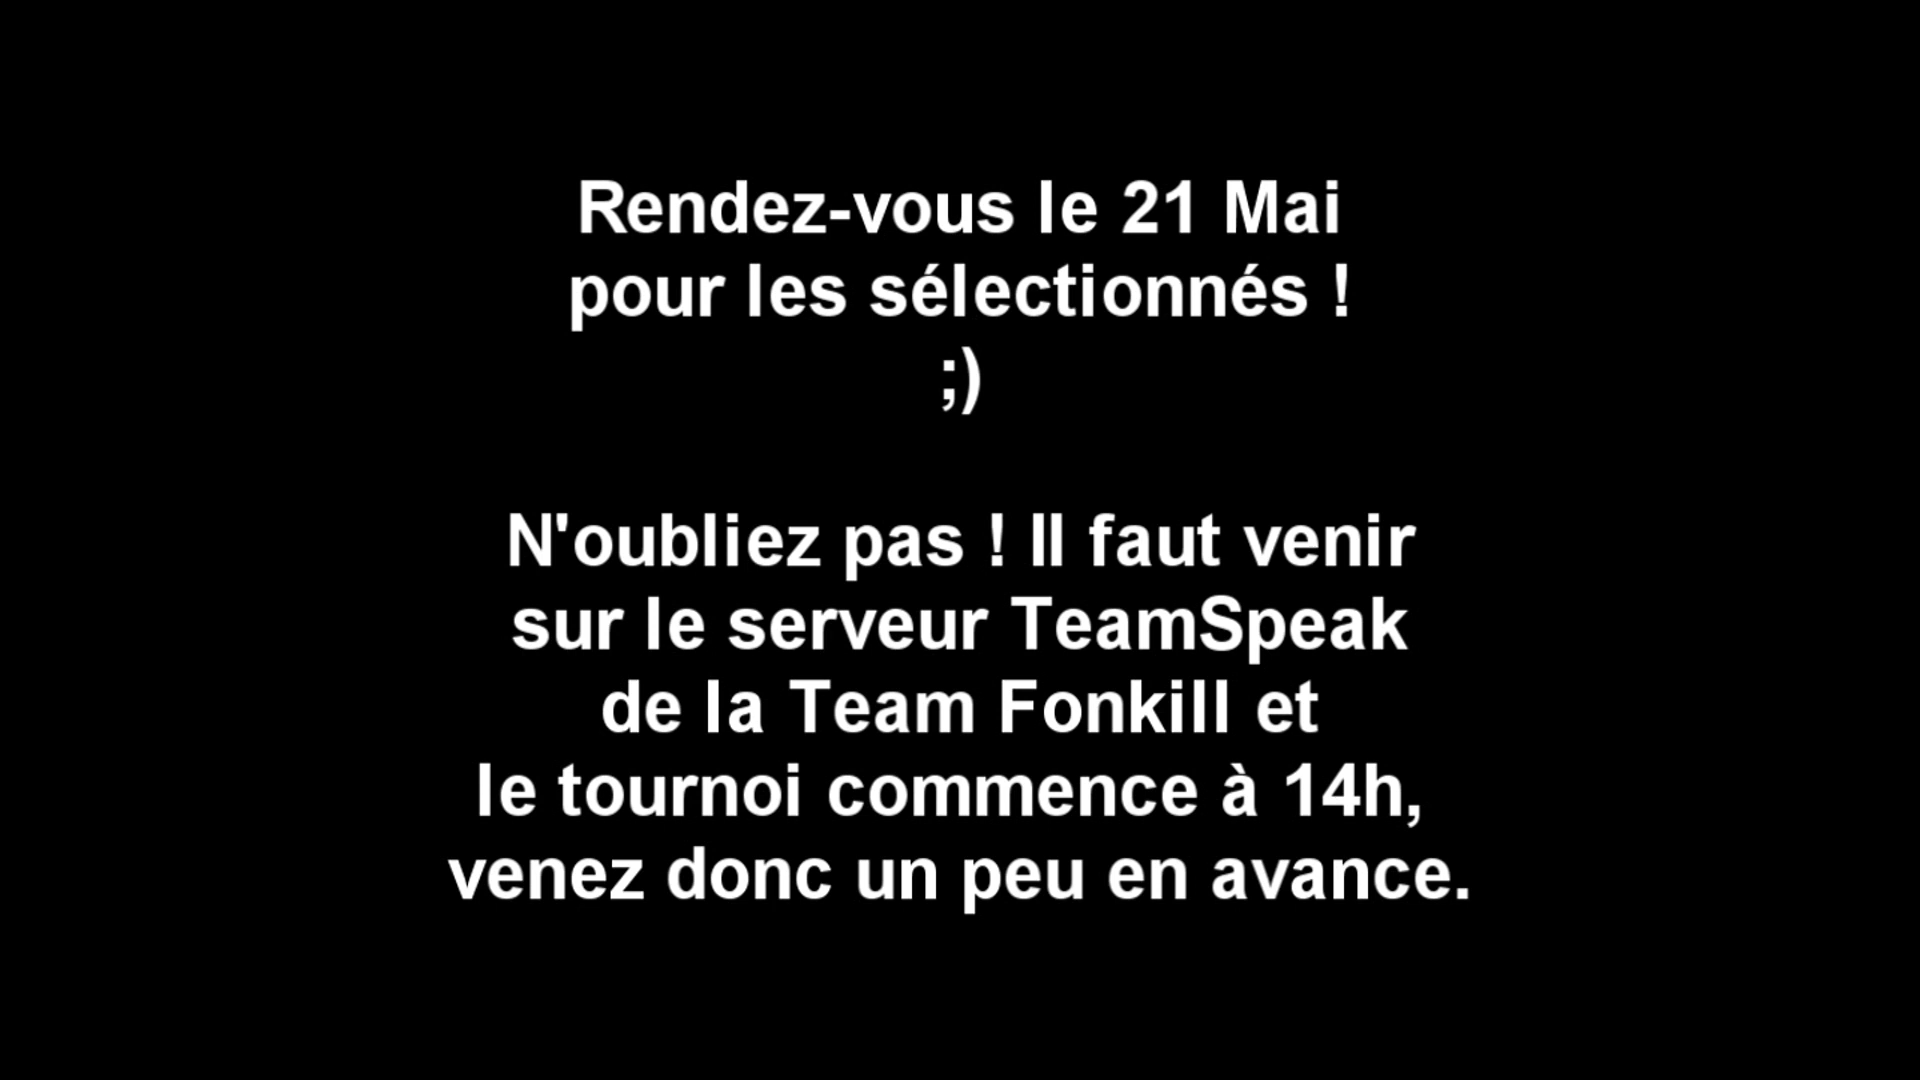 Rendez-vous le 21 Mai
pour les sélectionnés !
;)
N'oubliez pas ! Il faut venir
sur le serveur TeamSpeak
de la Team Fonkill et
le tournoi commence à 14h,
venez donc un peu en avance.